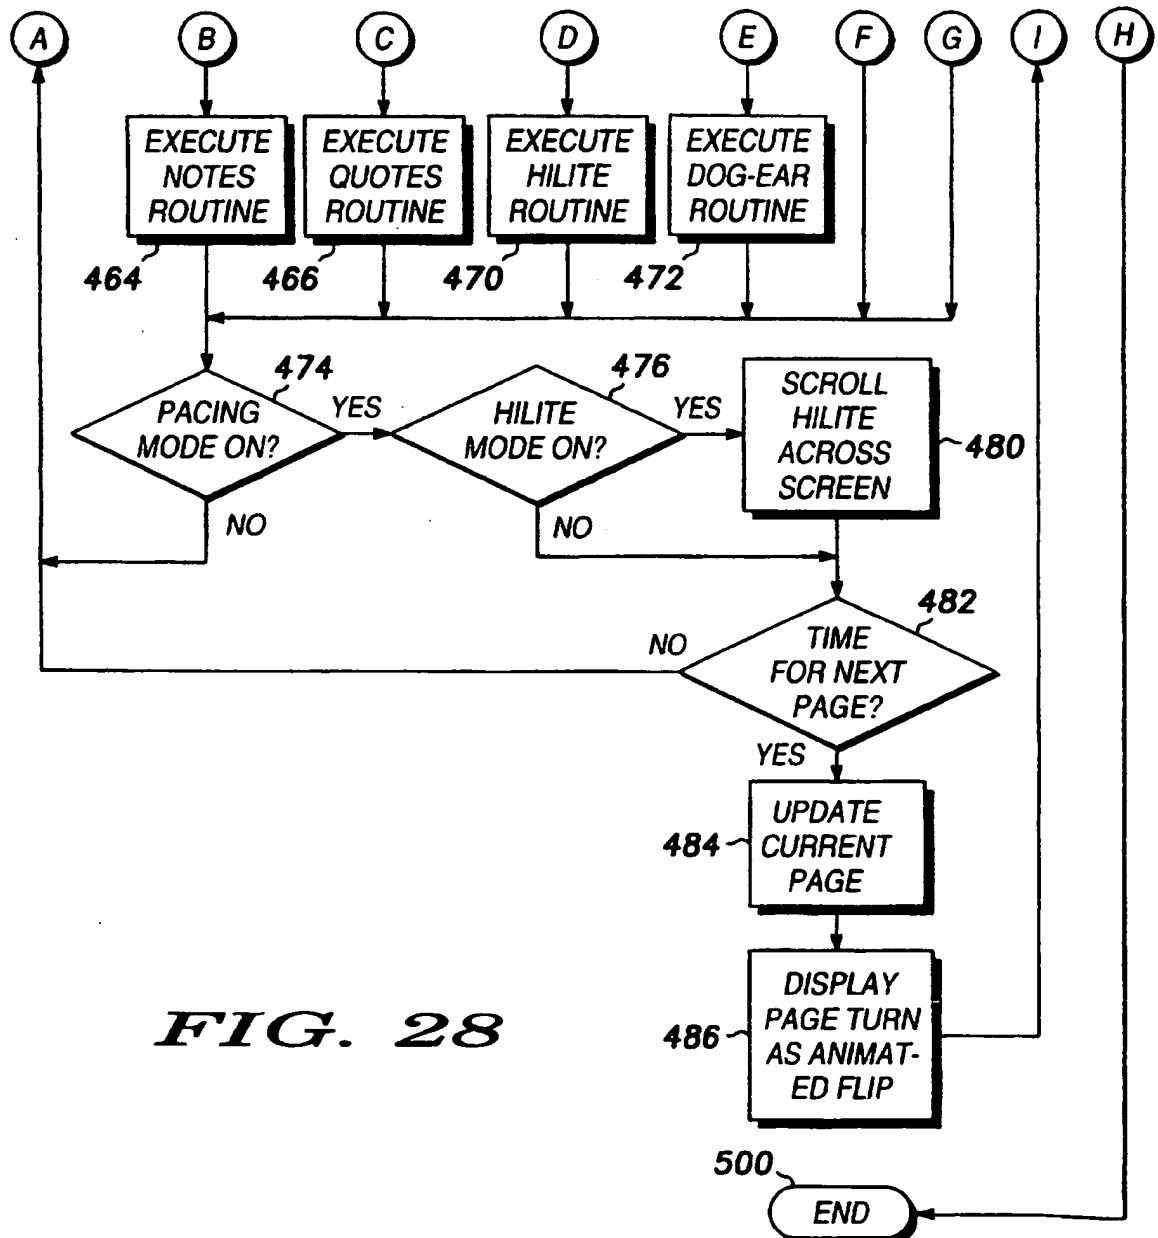 A
B
C
D
E
F
G
I
H
EXECUTE
NOTES
ROUTINE
464
EXECUTE
QUOTES
ROUTINE
466
EXECUTE
HILITE
ROUTINE
470
EXECUTE
DOG-EAR
ROUTINE
472
474
PACING
MODE ON?
YES
NO
476
HILITE
MODE ON?
YES
NO
SCROLL
HILITE
ACROSS
SCREEN
480
482
TIME
FOR NEXT
PAGE?
NO
YES
UPDATE
CURRENT
PAGE
484
DISPLAY
PAGE TURN
AS ANIMAT-
ED FLIP
486
FIG. 28
500
END